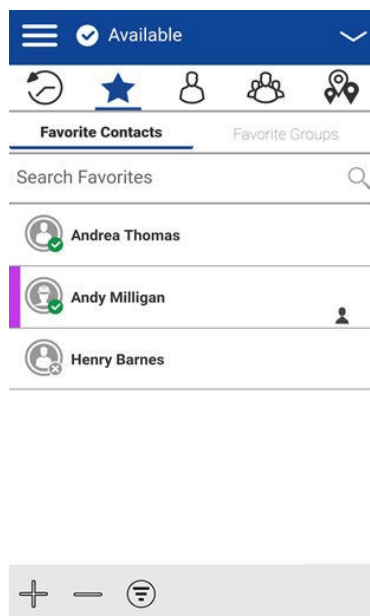 Available
Favorite Contacts Favorite Groups
Search Favorites
Andrea Thomas
Andy Milligan
Henry Barnes